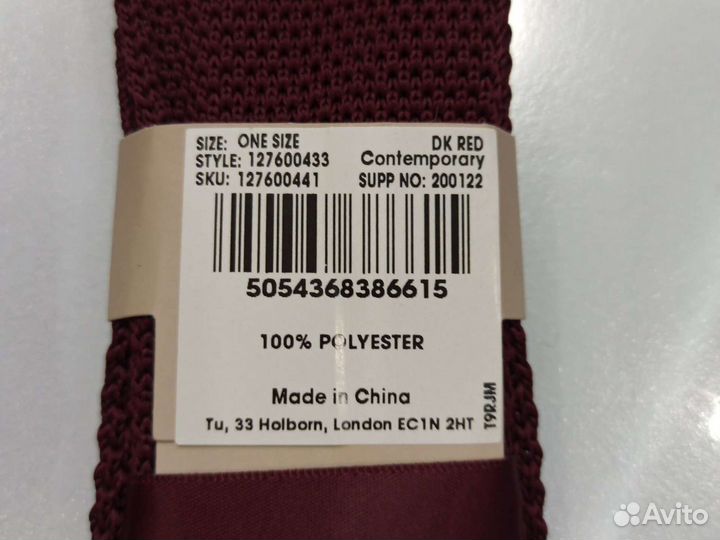 SIZE: ONE SIZE DK RED
STYLE: 127600433 Contemporary
SKU: 127600441 SUPP NO: 200122
5054368386615
100% POLYESTER
Made in China
Tu, 33 Holborn, London EC1N 2HT
T9RJM
Avito